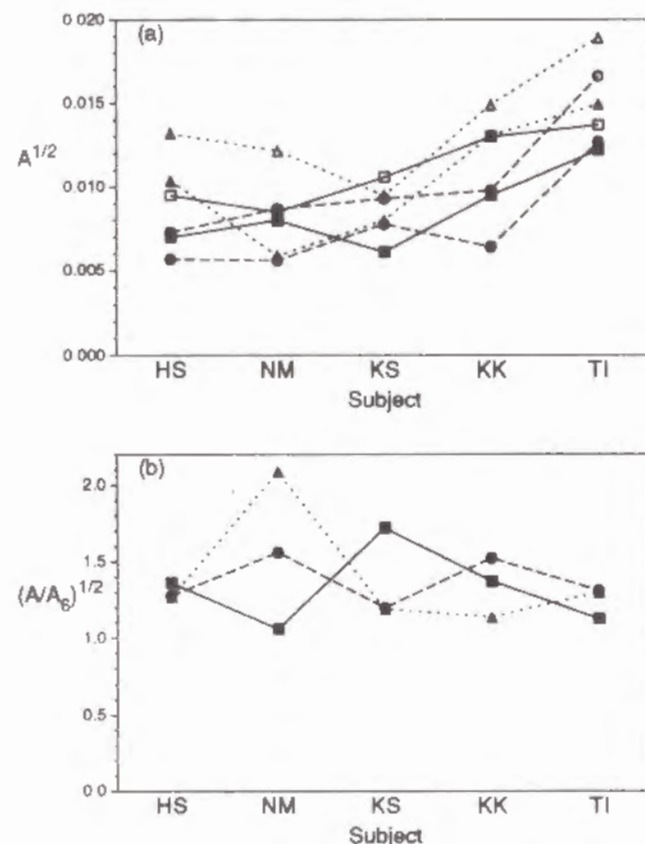 (a)
0.020
0.015
A1/2
0.010
0.005
0.000
HS NM KS KK TI
Subject
(b)
2.0
1.5
(A/A6)1/2
1.0
0.5
0 0
HS NM KS KK TI
Subject